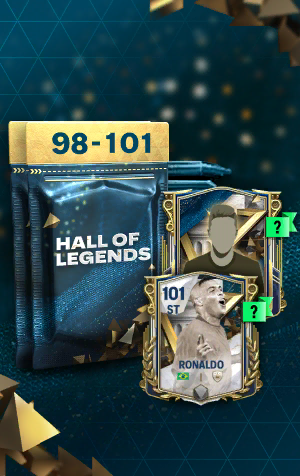 98-101
HALL OF
LEGENDS
?
101
ST
?
RONALDO